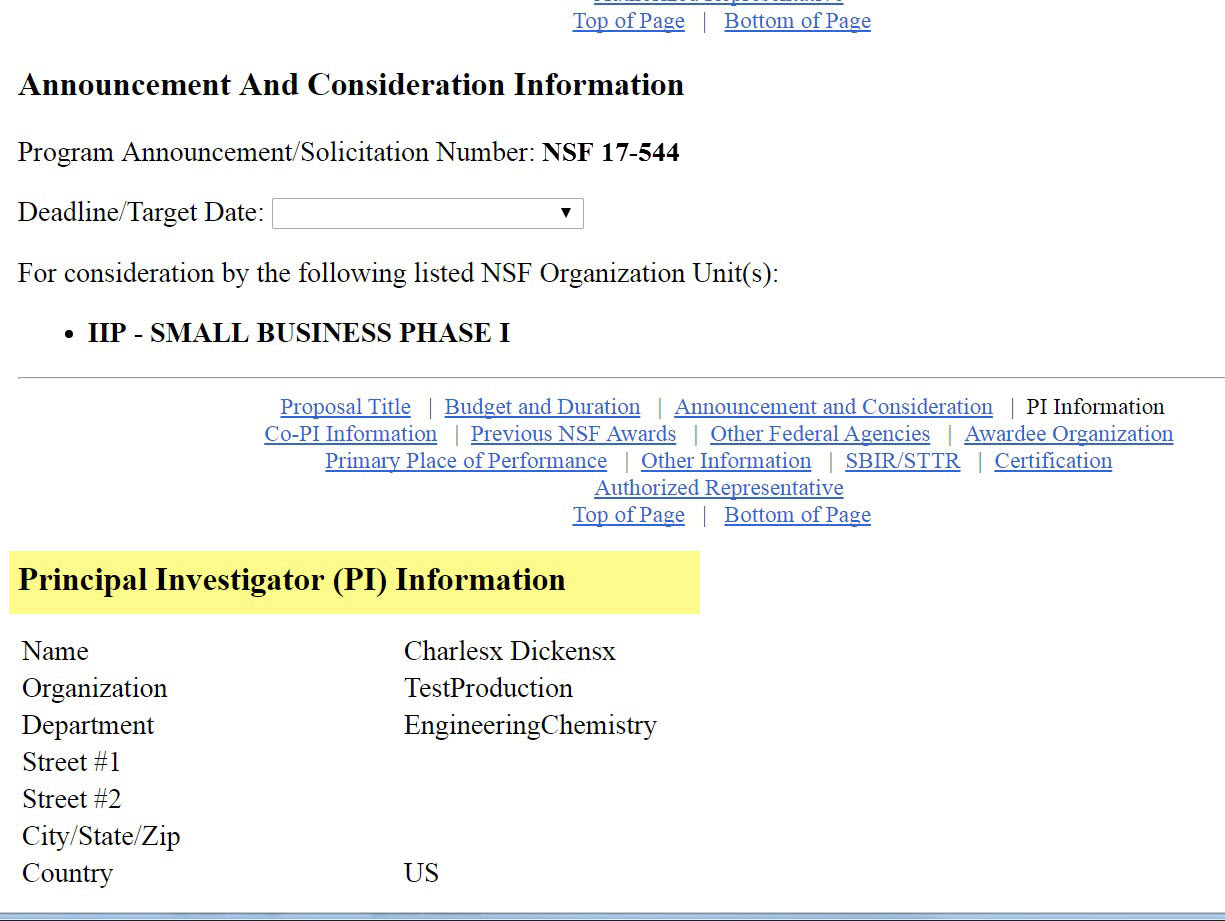 Authorized Representative
Top of Page | Bottom of Page
Announcement And Consideration Information
Program Announcement/Solicitation Number: NSF 17-544
Deadline/Target Date:
For consideration by the following listed NSF Organization Unit(s):
• IIP - SMALL BUSINESS PHASE I
Proposal Title | Budget and Duration | Announcement and Consideration | PI Information
Co-PI Information | Previous NSF Awards | Other Federal Agencies | Awardee Organization
Primary Place of Performance | Other Information | SBIR/STTR | Certification
Authorized Representative
Top of Page | Bottom of Page
Principal Investigator (PI) Information
Name Charlesx Dickensx
Organization TestProduction
Department EngineeringChemistry
Street #1
Street #2
City/State/Zip
Country US